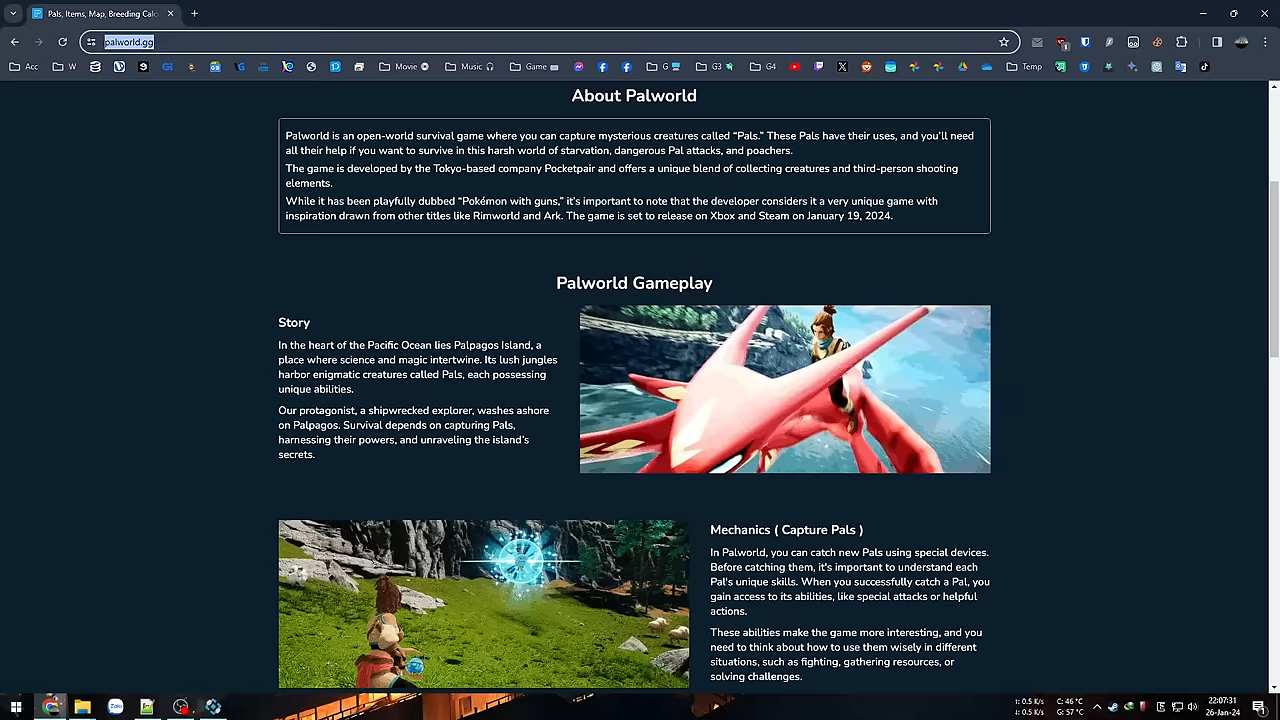 Pals, Items, Map, Breeding Calc
palworld.gg
Acc
W
Movie
Music
Game
G
G3
G4
Temp
About Palworld
Palworld is an open-world survival game where you can capture mysterious creatures called “Pals.” These Pals have their uses, and you’ll need
all their help if you want to survive in this harsh world of starvation, dangerous Pal attacks, and poachers.
The game is developed by the Tokyo-based company Pocketpair and offers a unique blend of collecting creatures and third-person shooting
elements.
While it has been playfully dubbed “Pokémon with guns,” it’s important to note that the developer considers it a very unique game with
inspiration drawn from other titles like Rimworld and Ark. The game is set to release on Xbox and Steam on January 19, 2024.
Palworld Gameplay
Story
In the heart of the Pacific Ocean lies Palpagos Island, a
place where science and magic intertwine. Its lush jungles
harbor enigmatic creatures called Pals, each possessing
unique abilities.
Our protagonist, a shipwrecked explorer, washes ashore
on Palpagos. Survival depends on capturing Pals,
harnessing their powers, and unraveling the island’s
secrets.
Mechanics ( Capture Pals )
In Palworld, you can catch new Pals using special devices.
Before catching them, it's important to understand each
Pal's unique skills. When you successfully catch a Pal, you
gain access to its abilities, like special attacks or helpful
actions.
These abilities make the game more interesting, and you
need to think about how to use them wisely in different
situations, such as fighting, gathering resources, or
solving challenges.
Zalo
↑: 0.5 K/s
↓: 0.5 K/s
C: 46 °C
G: 57 °C
22:07:31
26-Jan-24